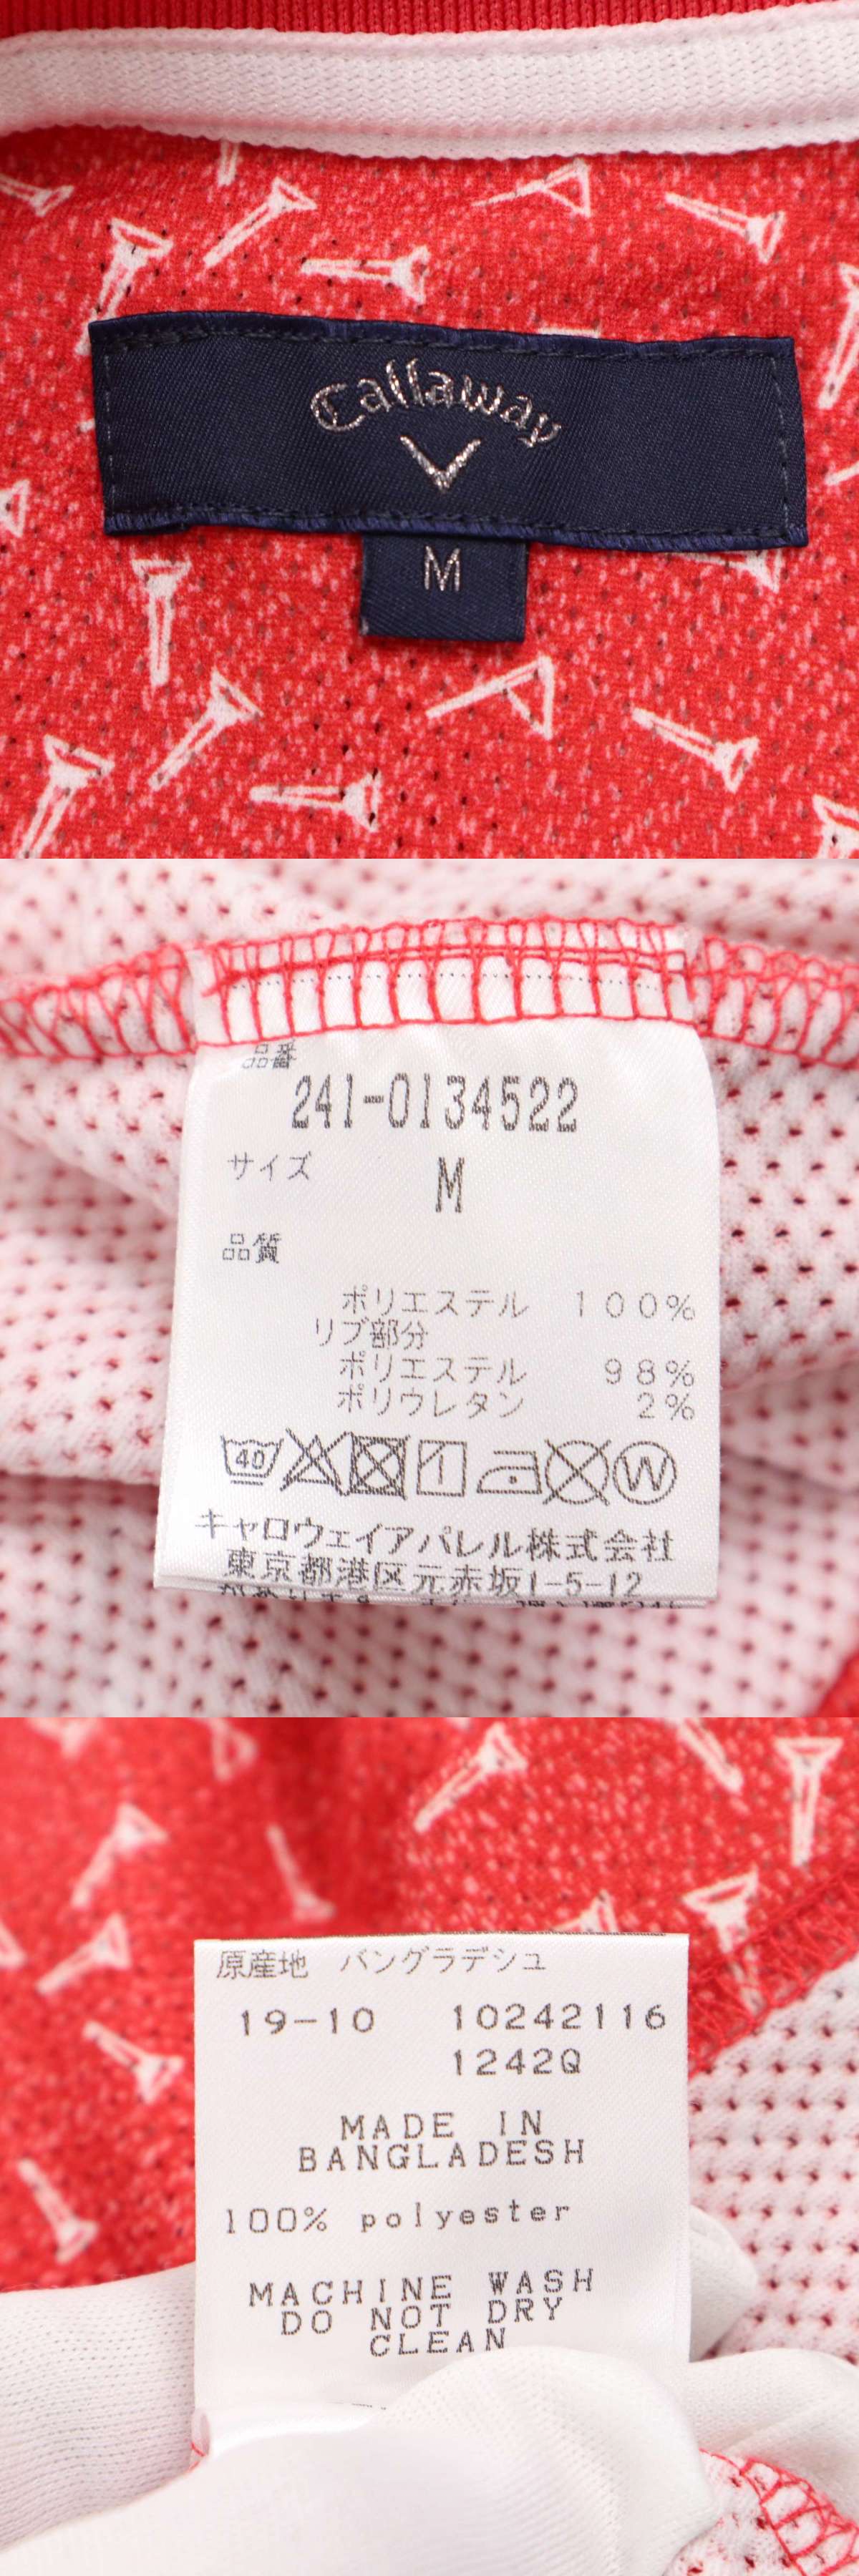 Callaway
M
品番
241-0134522
サイズ M
品質
ポリエステル 100%
リブ部分
ポリエステル 98%
ポリウレタン 2%
40
W
キャロウェイアパレル株式会社
東京都港区元赤坂1-5-12
原産地 バングラデシュ
19-10 10242116
1242Q
MADE IN
BANGLADESH
100% polyester
MACHINE WASH
DO NOT DRY
CLEAN